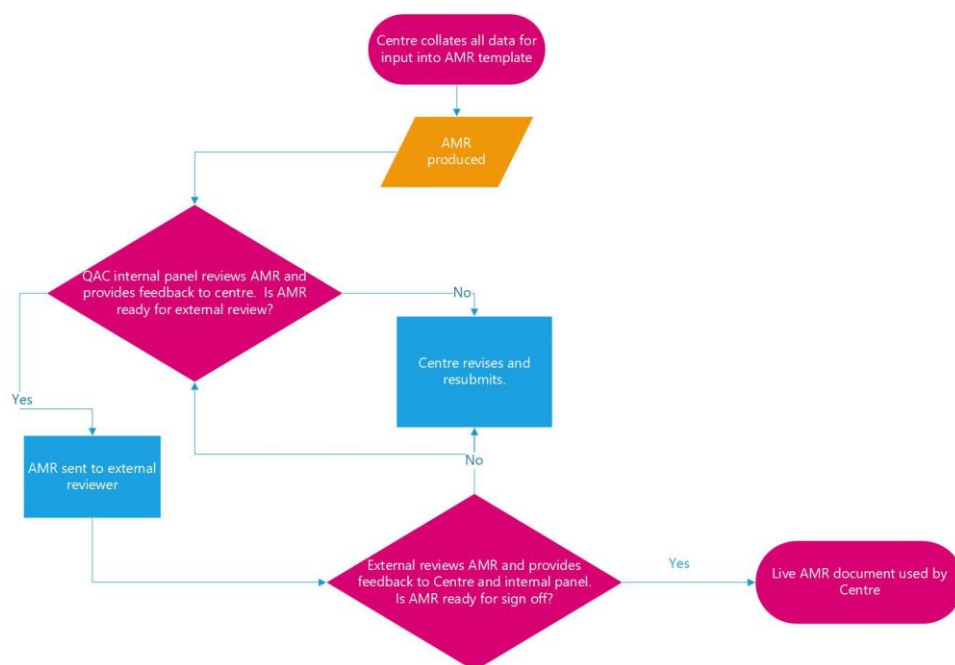 Centre collates all data for
input into AMR template
AMR
produced
QAC internal panel reviews AMR and
provides feedback to centre.  Is AMR
ready for external review?
No
Centre revises and
resubmits.
Yes
AMR sent to external
reviewer
No
External reviews AMR and provides
feedback to Centre and internal panel.
Is AMR ready for sign off?
Yes
Live AMR document used by
Centre